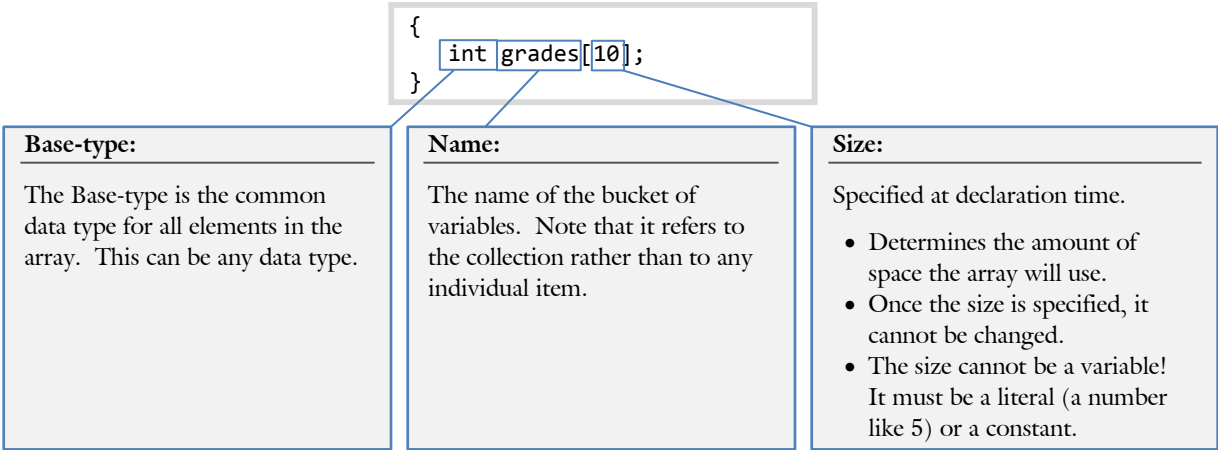 {
int grades[10];
}
Base-type:
The Base-type is the common
data type for all elements in the
array. This can be any data type.
Name:
The name of the bucket of
variables. Note that it refers to
the collection rather than to any
individual item.
Size:
Specified at declaration time.
• Determines the amount of
space the array will use.
• Once the size is specified, it
cannot be changed.
• The size cannot be a variable!
It must be a literal (a number
like 5) or a constant.